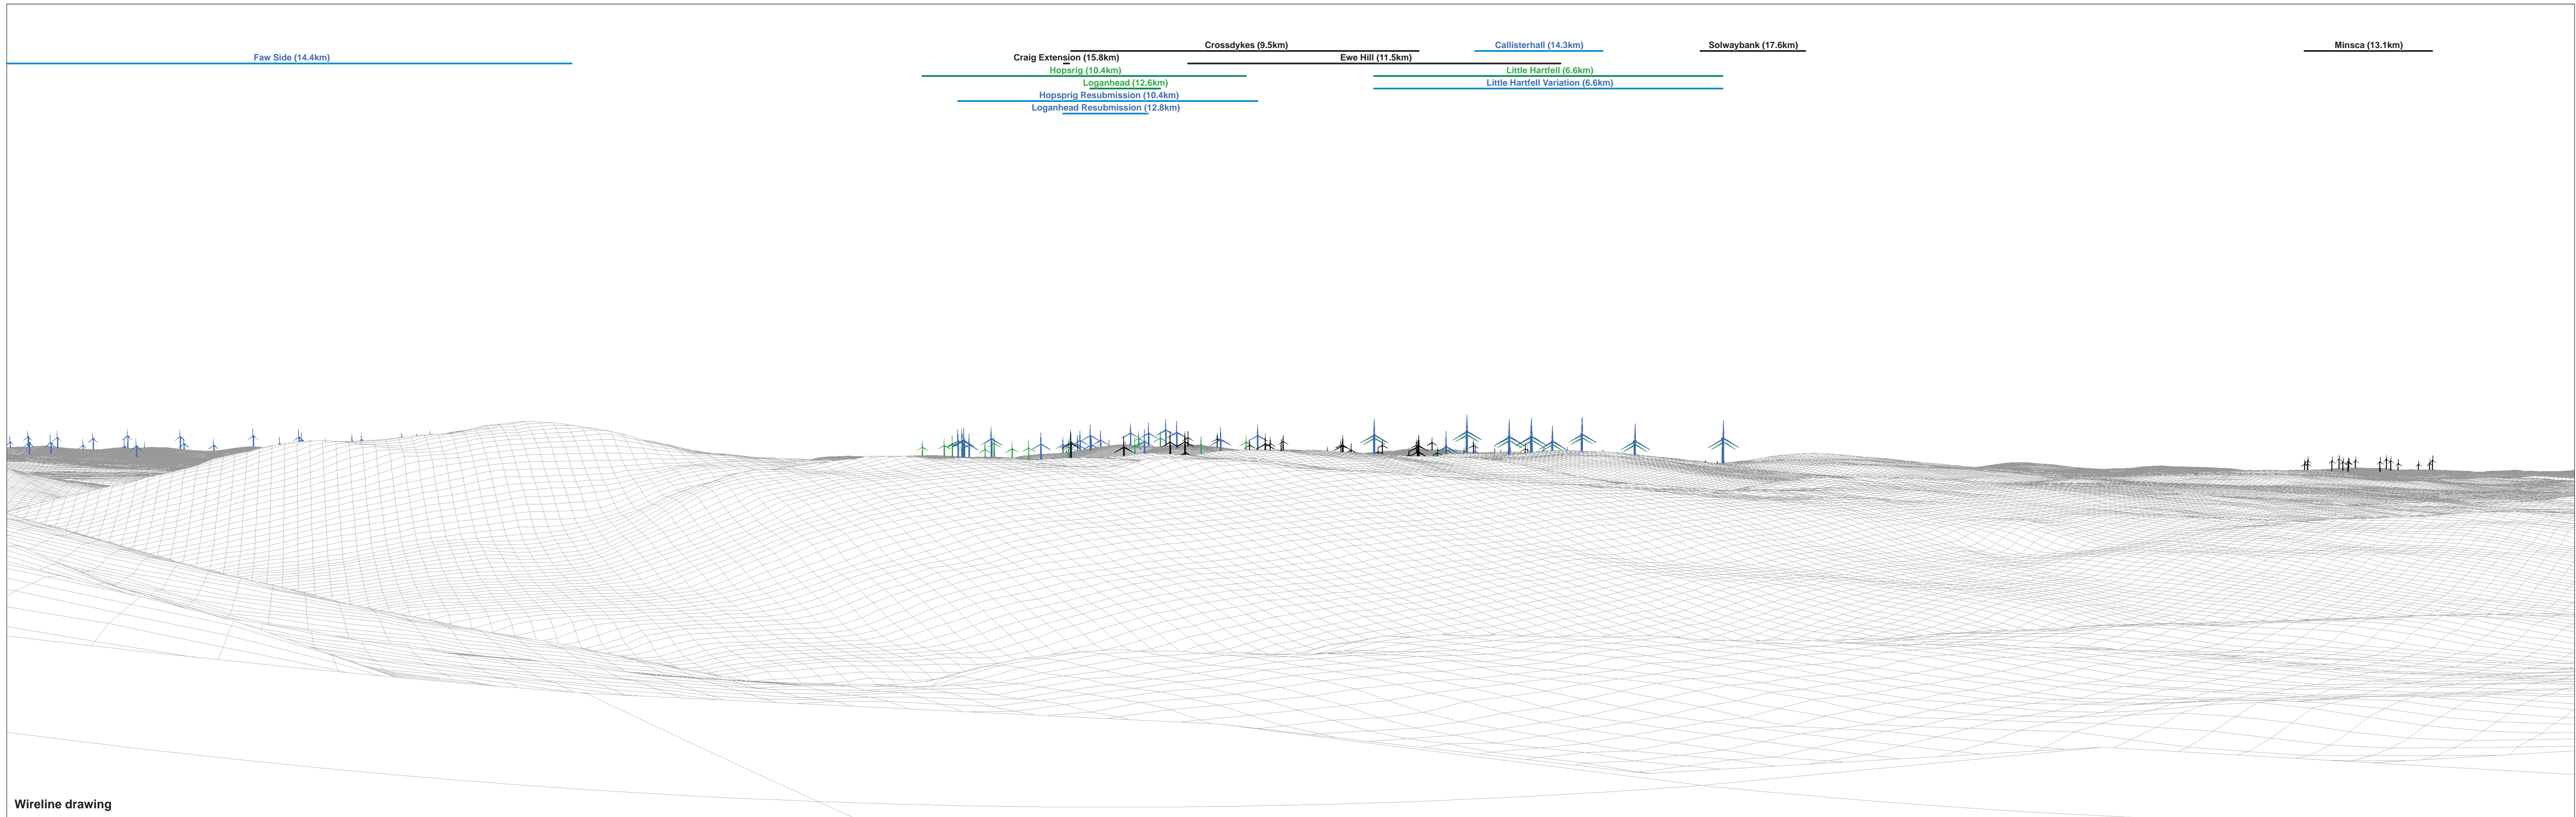 Crossdykes (9.5km)
Callisterhall (14.3km)
Solwaybank (17.6km)
Minsca (13.1km)
Faw Side (14.4km)
Craig Extension (15.8km)
Ewe Hill (11.5km)
Hopsrig (10.4km)
Little Hartfell (6.6km)
Loganhead (12.6km)
Little Hartfell Variation (6.6km)
Hopsprig Resubmission (10.4km)
Loganhead Resubmission (12.8km)
Wireline drawing